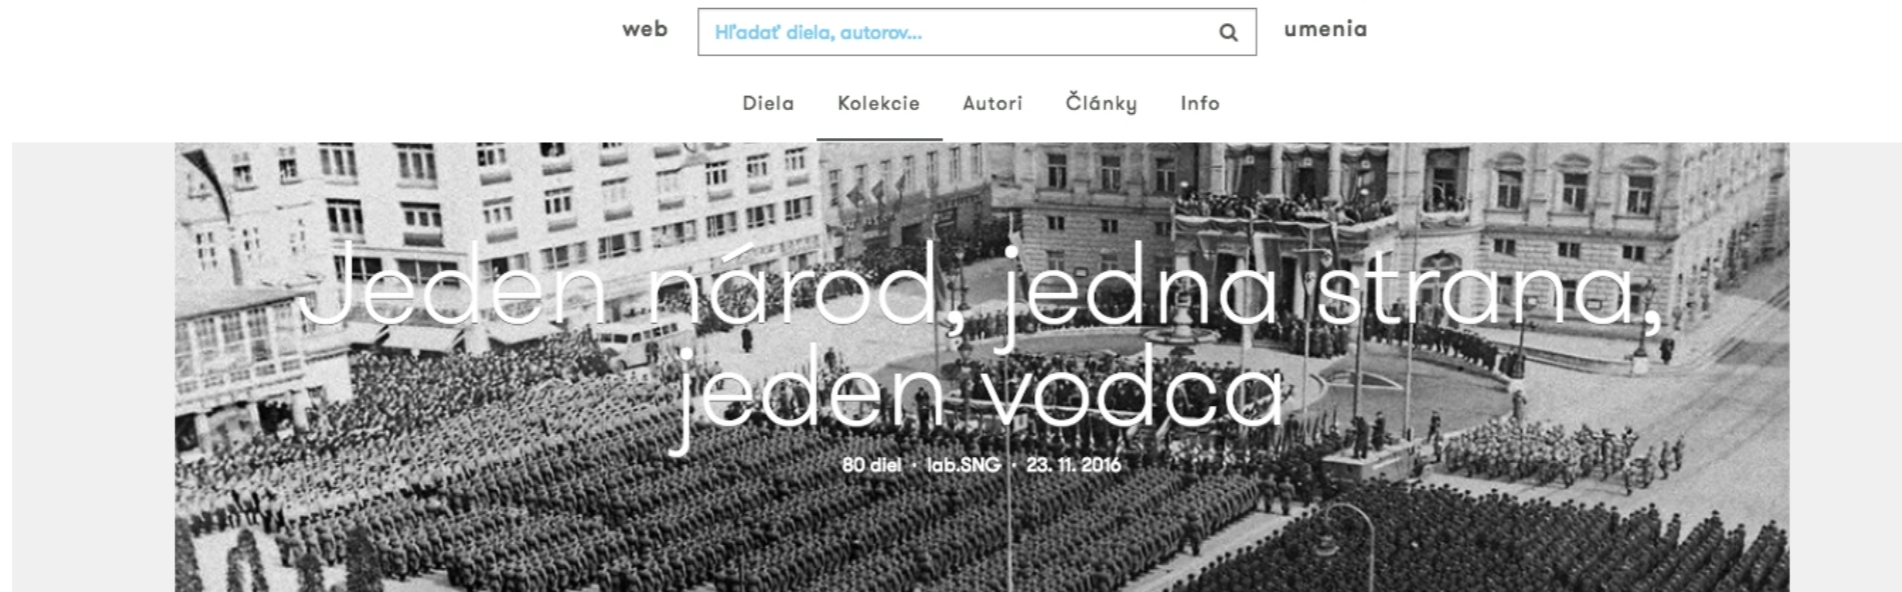 web Hľadať diela, autorov... umenia
Diela Kolekcie Autori Články Info
Jeden národ, jedna strana,
jeden vodca
80 diel · lab.SNG · 23. 11. 2016